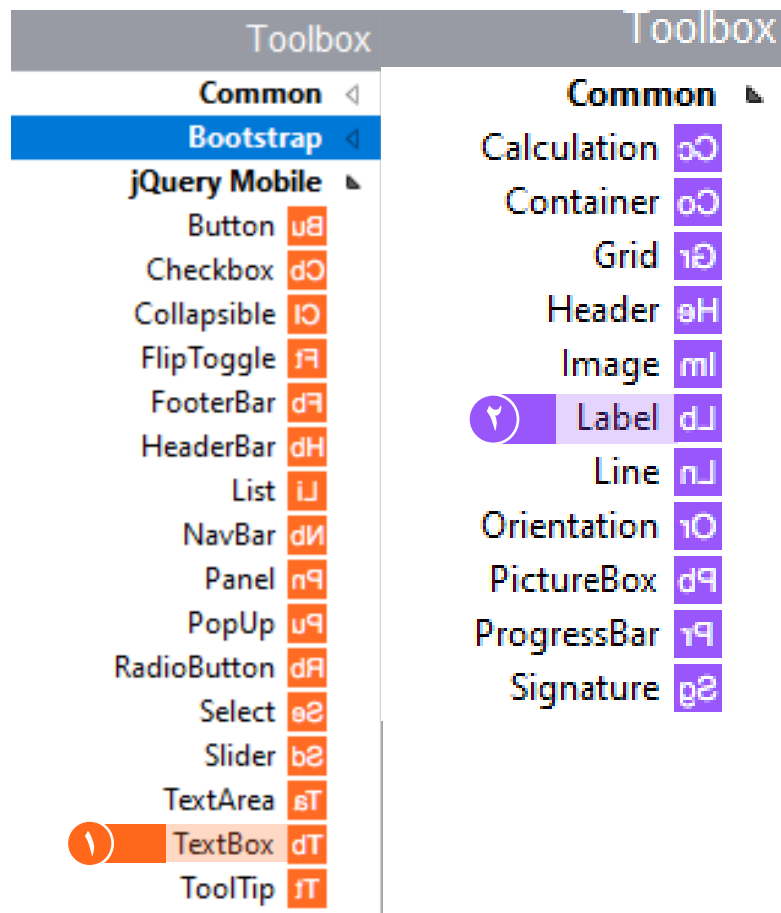 Toolbox
Common
Bootstrap
jQuery Mobile
Button Bu
Checkbox Cb
Collapsible Cl
FlipToggle Ft
FooterBar Fb
HeaderBar Hb
List Li
NavBar Nb
Panel Pn
PopUp Pu
RadioButton Rb
Select Se
Slider Sd
TextArea Ta
١ TextBox Tb
ToolTip Tt
Toolbox
Common
Calculation Cc
Container Co
Grid Gr
Header He
Image Im
٢ Label Lb
Line Ln
Orientation Or
PictureBox Pb
ProgressBar Pr
Signature Sg